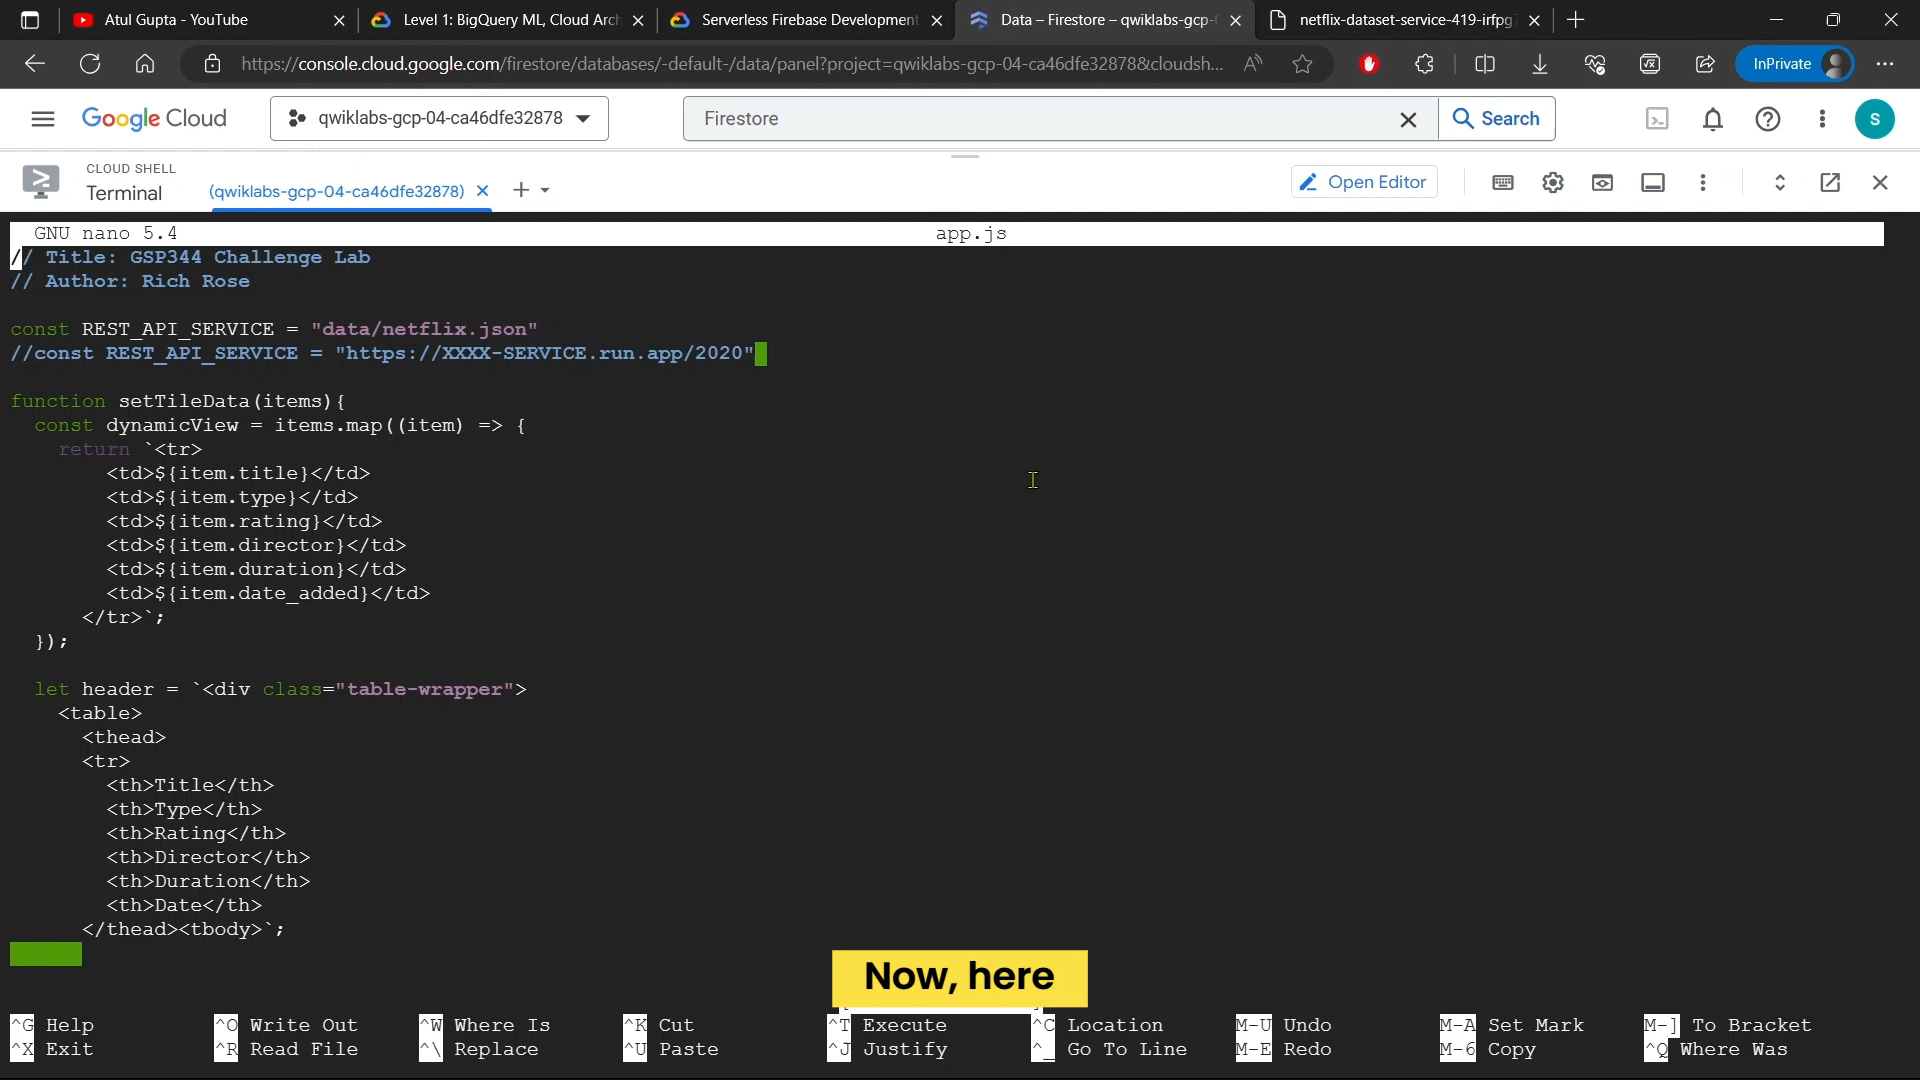 Atul Gupta - YouTube
Level 1: BigQuery ML, Cloud Arch
Serverless Firebase Development
Data – Firestore – qwiklabs-gcp-
netflix-dataset-service-419-irfpg
https://console.cloud.google.com/firestore/databases/-default-/data/panel?project=qwiklabs-gcp-04-ca46dfe32878&cloudsh...
InPrivate
Google Cloud
qwiklabs-gcp-04-ca46dfe32878
Firestore
Search
S
CLOUD SHELL
Terminal
(qwiklabs-gcp-04-ca46dfe32878)
Open Editor
GNU nano 5.4 app.js
// Title: GSP344 Challenge Lab
// Author: Rich Rose
const REST_API_SERVICE = "data/netflix.json"
//const REST_API_SERVICE = "https://XXXX-SERVICE.run.app/2020"
function setTileData(items){
const dynamicView = items.map((item) => {
return `<tr>
<td>${item.title}</td>
<td>${item.type}</td>
<td>${item.rating}</td>
<td>${item.director}</td>
<td>${item.duration}</td>
<td>${item.date_added}</td>
</tr>`;
});
let header = `<div class="table-wrapper">
<table>
<thead>
<tr>
<th>Title</th>
<th>Type</th>
<th>Rating</th>
<th>Director</th>
<th>Duration</th>
<th>Date</th>
</thead><tbody>`;
Now, here
^G Help ^O Write Out ^W Where Is ^K Cut ^T Execute ^C Location M-U Undo M-A Set Mark M-] To Bracket
^X Exit ^R Read File ^\ Replace ^U Paste ^J Justify ^_ Go To Line M-E Redo M-6 Copy ^Q Where Was